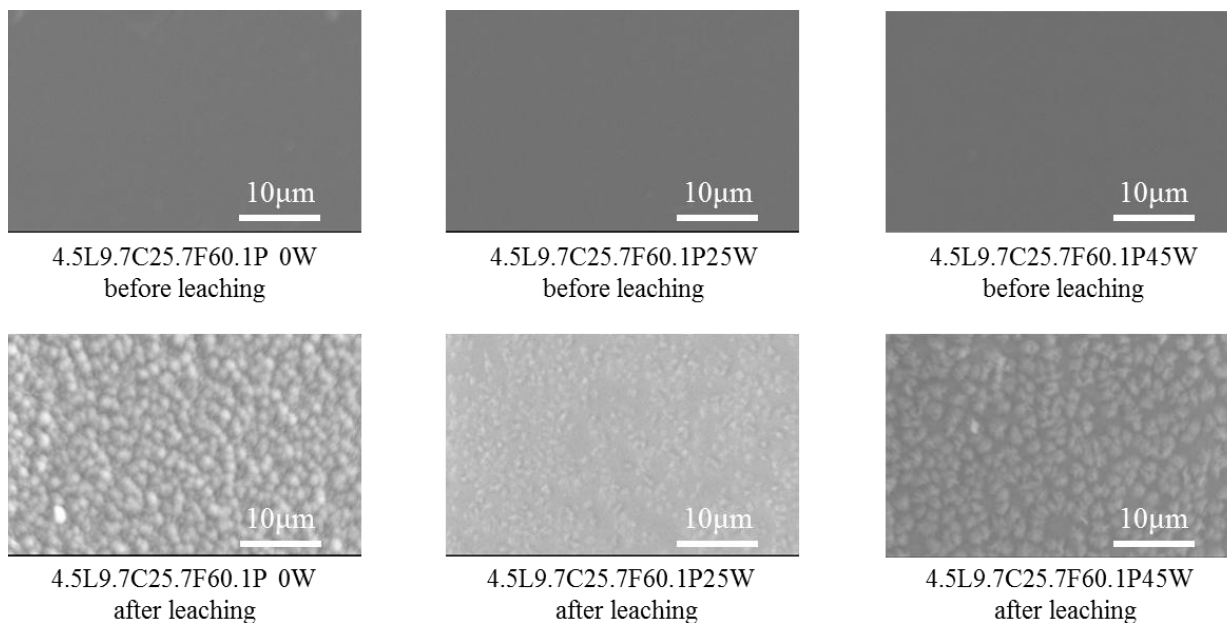 10μm
10μm
10μm
4.5L9.7C25.7F60.1P 0W
before leaching
4.5L9.7C25.7F60.1P25W
before leaching
4.5L9.7C25.7F60.1P45W
before leaching
10μm
10μm
10μm
4.5L9.7C25.7F60.1P 0W
after leaching
4.5L9.7C25.7F60.1P25W
after leaching
4.5L9.7C25.7F60.1P45W
after leaching